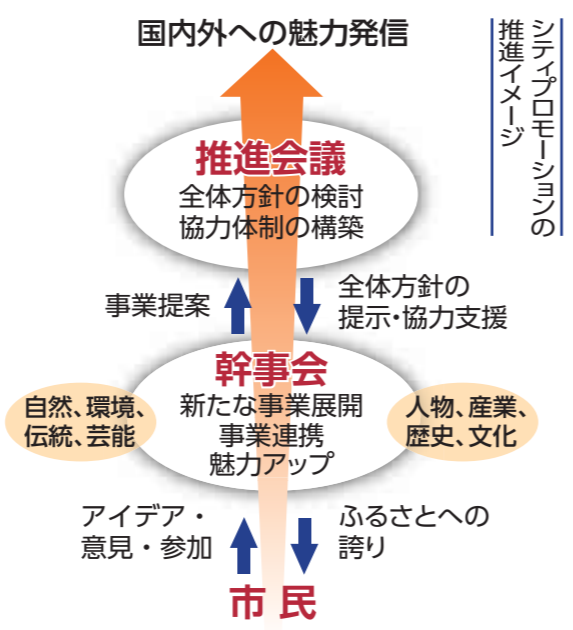 シティプロモーションの
推進イメージ
国内外への魅力発信
推進会議
全体方針の検討
協力体制の構築
事業提案
全体方針の
提示・協力支援
幹事会
新たな事業展開
事業連携
魅力アップ
自然、環境、
伝統、芸能
人物、産業、
歴史、文化
アイデア・
意見・参加
ふるさとへの
誇り
市民